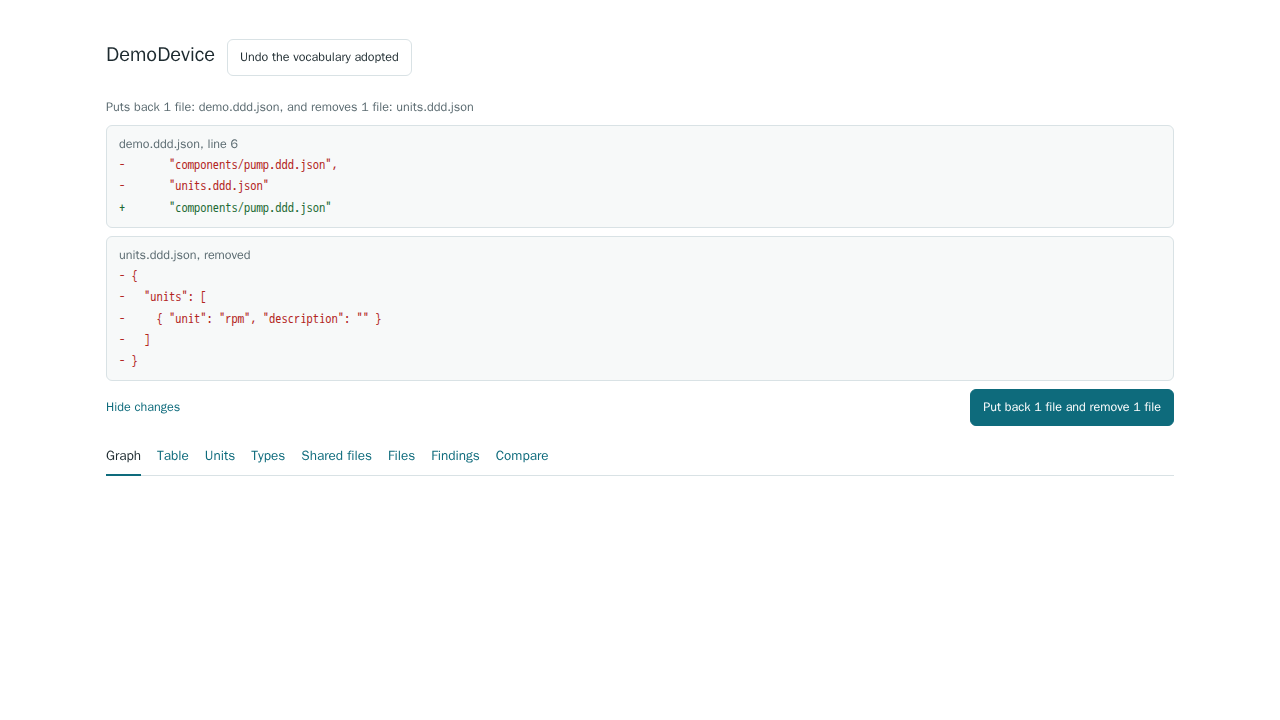 DemoDevice
Undo the vocabulary adopted
Puts back 1 file: demo.ddd.json, and removes 1 file: units.ddd.json
demo.ddd.json, line 6
-       "components/pump.ddd.json",
-       "units.ddd.json"
+       "components/pump.ddd.json"
units.ddd.json, removed
- {
-   "units": [
-     { "unit": "rpm", "description": "" }
-   ]
- }
Hide changes
Put back 1 file and remove 1 file
Graph Table Units Types Shared files Files Findings Compare